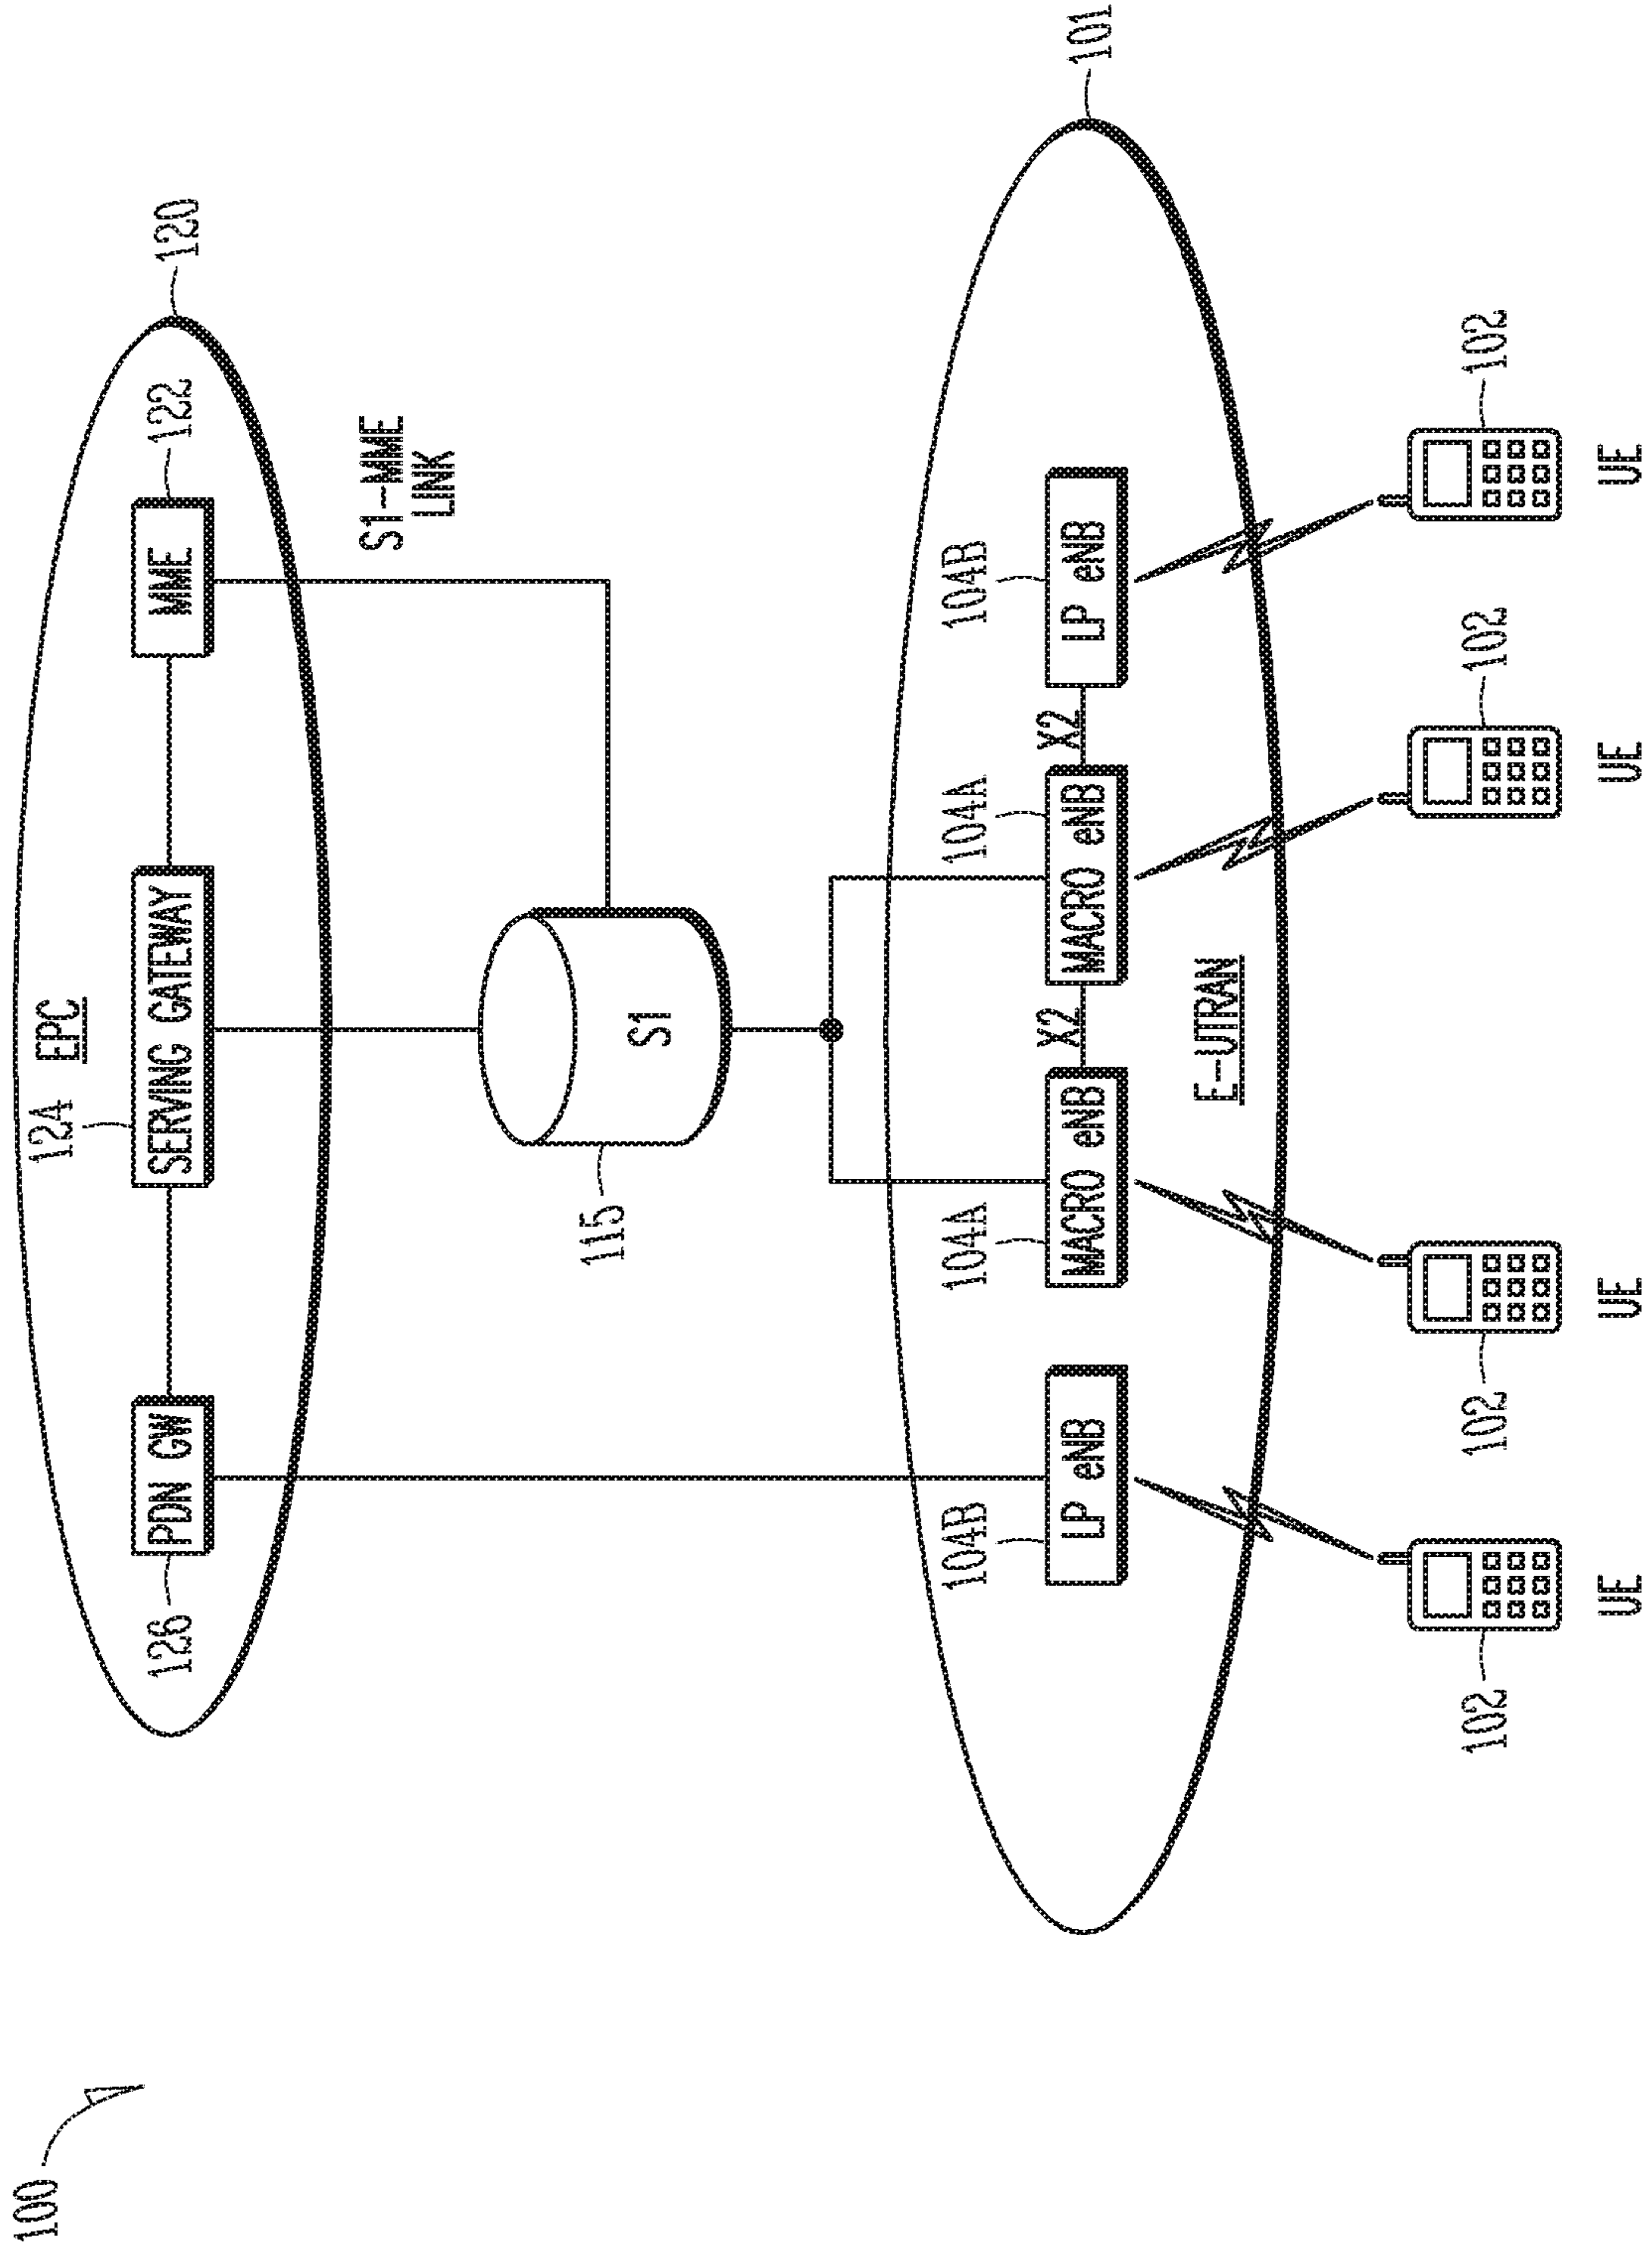 100
120
EPC
124
126
PDN GW
SERVING GATEWAY
MME
122
S1-MME
LINK
115
S1
101
104B
104A
104A
104B
LP eNB
MACRO eNB
X2
MACRO eNB
X2
LP eNB
E-UTRAN
102
102
102
102
UE
UE
UE
UE